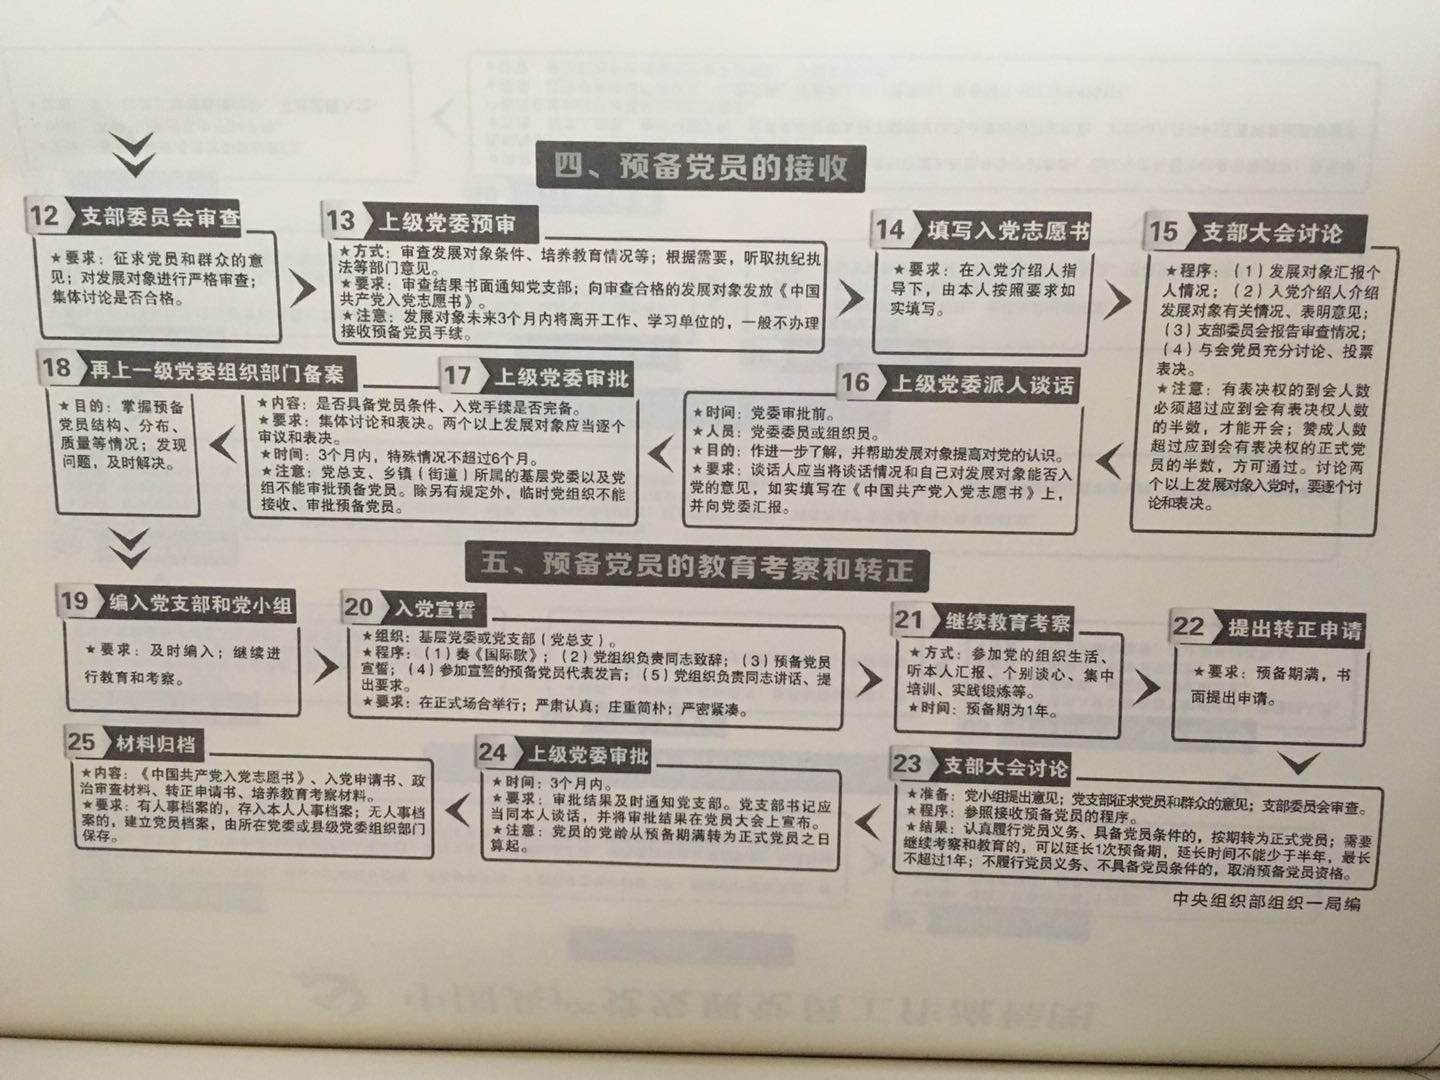 四、预备党员的接收
12 支部委员会审查
★要求：征求党员和群众的意
见；对发展对象进行严格审查；
集体讨论是否合格。
13 上级党委预审
★方式：审查发展对象条件、培养教育情况等；根据需要，听取执纪执
法等部门意见。
★要求：审查结果书面通知党支部；向审查合格的发展对象发放《中国
共产党入党志愿书》。
★注意：发展对象未来3个月内将离开工作、学习单位的，一般不办理
接收预备党员手续。
14 填写入党志愿书
★要求：在入党介绍人指
导下，由本人按照要求如
实填写。
15 支部大会讨论
★程序：（1）发展对象汇报个
人情况；（2）入党介绍人介绍
发展对象有关情况、表明意见；
（3）支部委员会报告审查情况；
（4）与会党员充分讨论、投票
表决。
★注意：有表决权的到会人数
必须超过应到会有表决权人数
的半数，才能开会；赞成人数
超过应到会有表决权的正式党
员的半数，方可通过。讨论两
个以上发展对象入党时，要逐个讨
论和表决。
16 上级党委派人谈话
★时间：党委审批前。
★人员：党委委员或组织员。
★目的：作进一步了解，并帮助发展对象提高对党的认识。
★要求：谈话人应当将谈话情况和自己对发展对象能否入
党的意见，如实填写在《中国共产党入党志愿书》上，
并向党委汇报。
17 上级党委审批
★内容：是否具备党员条件、入党手续是否完备。
★要求：集体讨论和表决。两个以上发展对象应当逐个
审议和表决。
★时间：3个月内，特殊情况不超过6个月。
★注意：党总支、乡镇（街道）所属的基层党委以及党
组不能审批预备党员。除另有规定外，临时党组织不能
接收、审批预备党员。
18 再上一级党委组织部门备案
★目的：掌握预备
党员结构、分布、
质量等情况；发现
问题，及时解决。
五、预备党员的教育考察和转正
19 编入党支部和党小组
★要求：及时编入；继续进
行教育和考察。
20 入党宣誓
★组织：基层党委或党支部（党总支）。
★程序：（1）奏《国际歌》；（2）党组织负责同志致辞；（3）预备党员
宣誓；（4）参加宣誓的预备党员代表发言；（5）党组织负责同志讲话、提
出要求。
★要求：在正式场合举行；严肃认真；庄重简朴；严密紧凑。
21 继续教育考察
★方式：参加党的组织生活、
听本人汇报、个别谈心、集中
培训、实践锻炼等。
★时间：预备期为1年。
22 提出转正申请
★要求：预备期满，书
面提出申请。
23 支部大会讨论
★准备：党小组提出意见；党支部征求党员和群众的意见；支部委员会审查。
★程序：参照接收预备党员的程序。
★结果：认真履行党员义务、具备党员条件的，按期转为正式党员；需要
继续考察和教育的，可以延长1次预备期，延长时间不能少于半年，最长
不超过1年；不履行党员义务、不具备党员条件的，取消预备党员资格。
24 上级党委审批
★时间：3个月内。
★要求：审批结果及时通知党支部。党支部书记应
当同本人谈话，并将审批结果在党员大会上宣布。
★注意：党员的党龄从预备期满转为正式党员之日
算起。
25 材料归档
★内容：《中国共产党入党志愿书》、入党申请书、政
治审查材料、转正申请书、培养教育考察材料。
★要求：有人事档案的，存入本人人事档案；无人事档
案的，建立党员档案，由所在党委或县级党委组织部门
保存。
中央组织部组织一局编